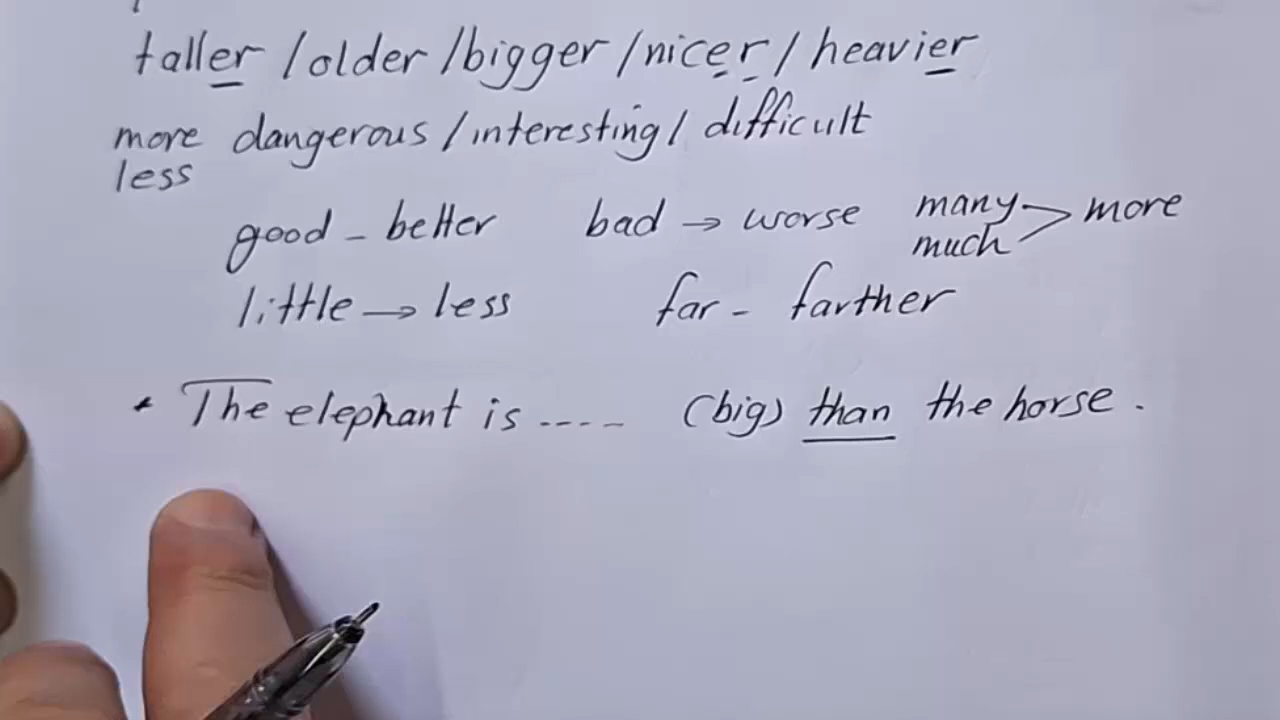 taller / older / bigger / nicer / heavier
more dangerous / interesting / difficult
less
good - better bad → worse many much > more
little → less far - farther
* The elephant is ---- (big) than the horse .